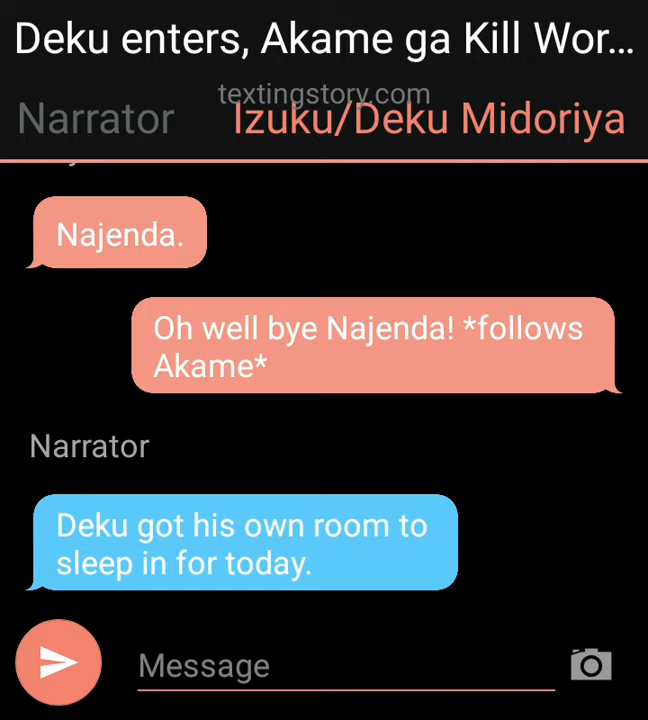 Deku enters, Akame ga Kill Wor...
textingstory.com
Narrator
Izuku/Deku Midoriya
Najenda.
Oh well bye Najenda! *follows
Akame*
Narrator
Deku got his own room to
sleep in for today.
Message